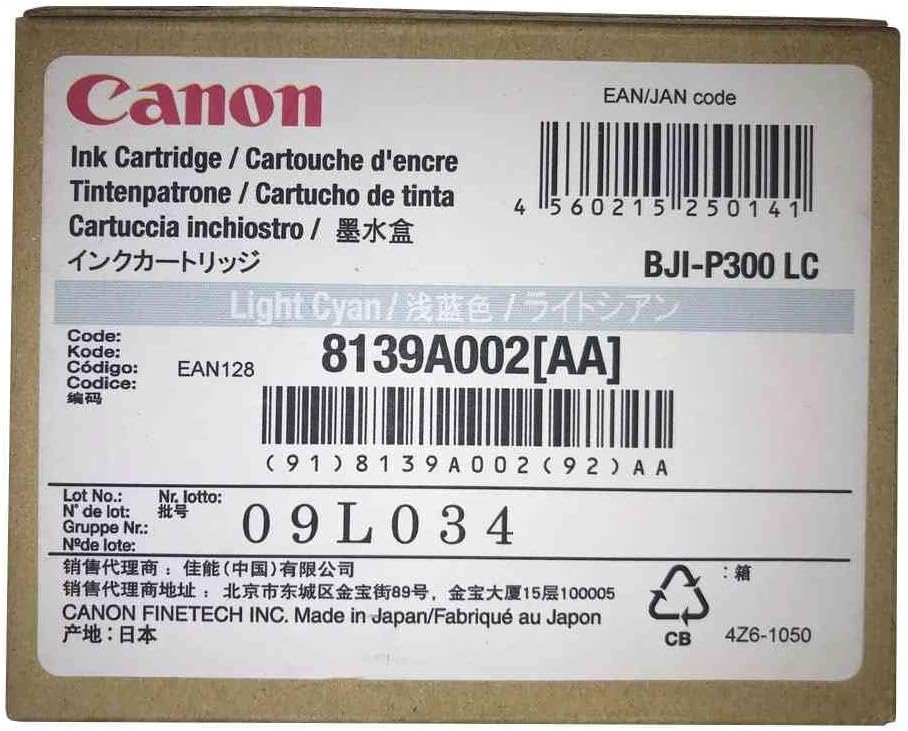 Canon
EAN/JAN code
Ink Cartridge / Cartouche d'encre
Tintenpatrone / Cartucho de tinta
Cartuccia inchiostro / 墨水盒
インクカートリッジ
4 560215 250141
BJI-P300 LC
Light Cyan / 浅蓝色 / ライトシアン
Code:
Kode:
Código:
Codice:
编码
EAN128
8139A002[AA]
(91)8139A002(92)AA
Lot No.: Nr. lotto:
N° de lot: 批号
Gruppe Nr.:
Nºde lote:
09L034
销售代理商：佳能(中国)有限公司
销售代理商地址：北京市东城区金宝街89号，金宝大厦15层100005
CANON FINETECH INC. Made in Japan/Fabriqué au Japon
产地：日本
：箱
CB
4Z6-1050